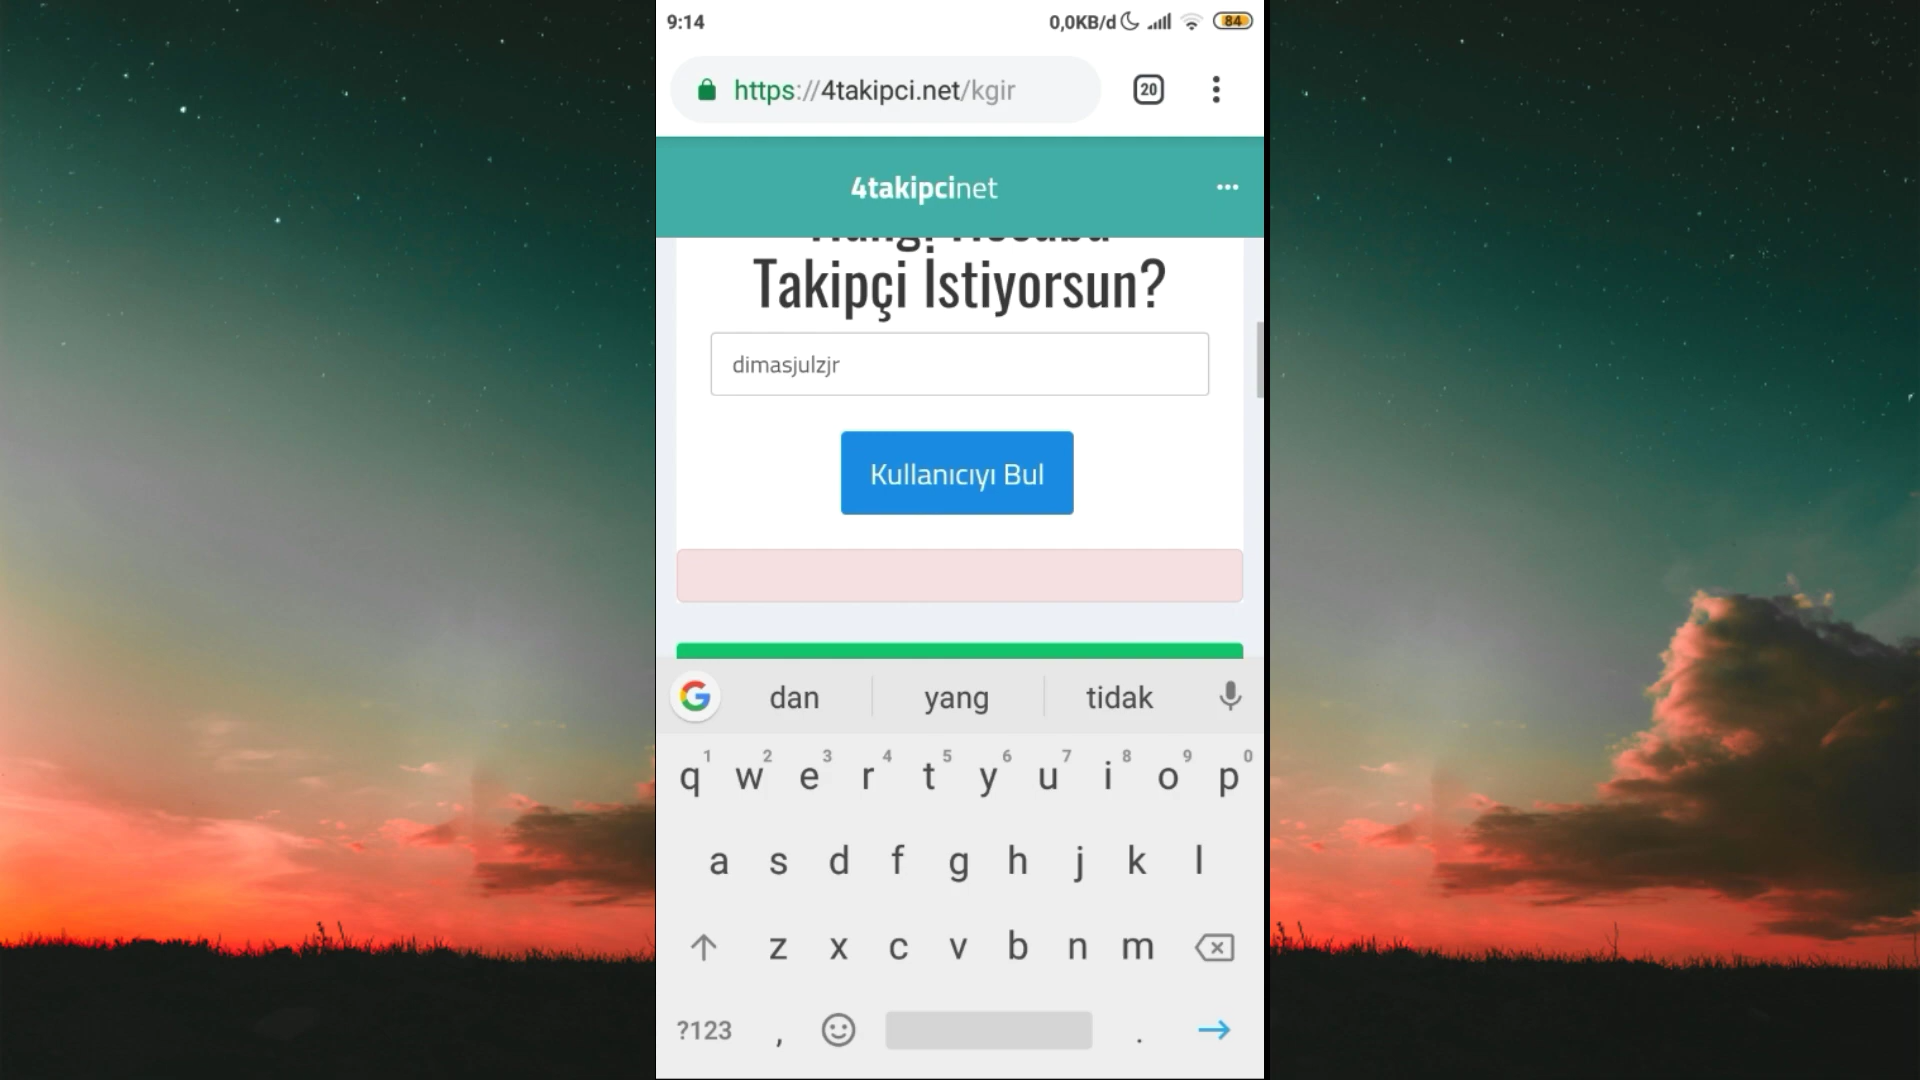 9:14 0,0KB/d 84
https://4takipci.net/kgir 20
4takipcinet
Takipçi İstiyorsun?
dimasjulzjr
Kullanıcıyı Bul
dan yang tidak
1 2 3 4 5 6 7 8 9 0
q w e r t y u i o p
a s d f g h j k l
z x c v b n m
?123 , .